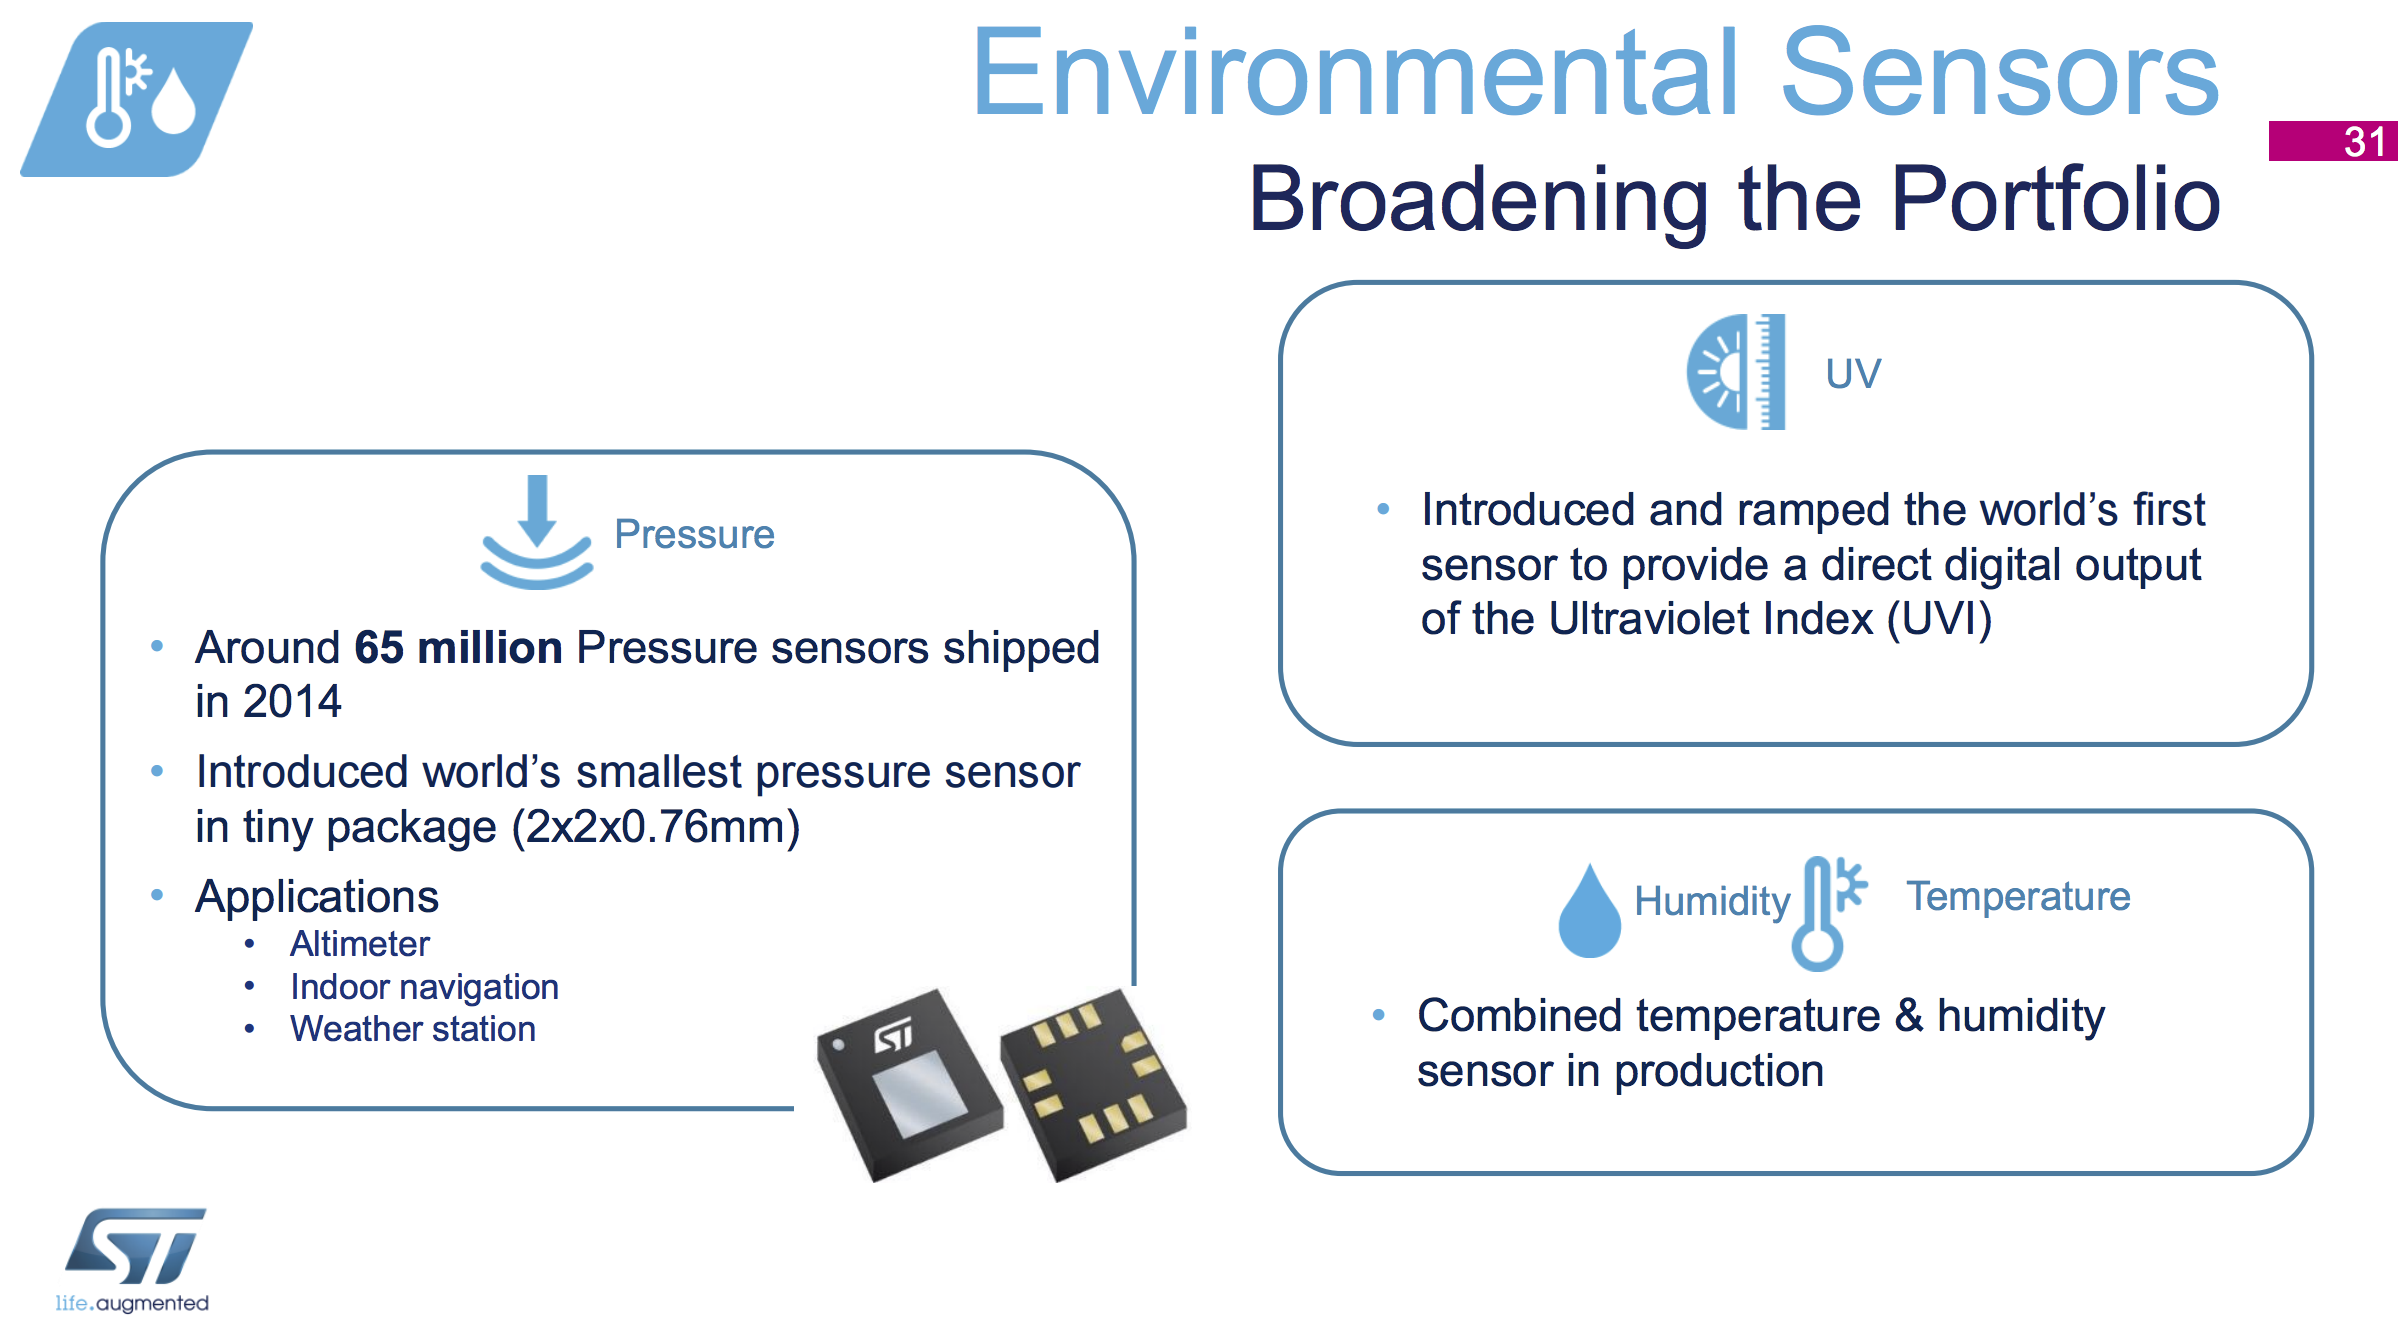 Environmental Sensors
31
Broadening the Portfolio
Pressure
• Around 65 million Pressure sensors shipped
in 2014
• Introduced world’s smallest pressure sensor
in tiny package (2x2x0.76mm)
• Applications
• Altimeter
• Indoor navigation
• Weather station
ST
UV
• Introduced and ramped the world’s first
sensor to provide a direct digital output
of the Ultraviolet Index (UVI)
Humidity Temperature
• Combined temperature & humidity
sensor in production
ST
life.augmented